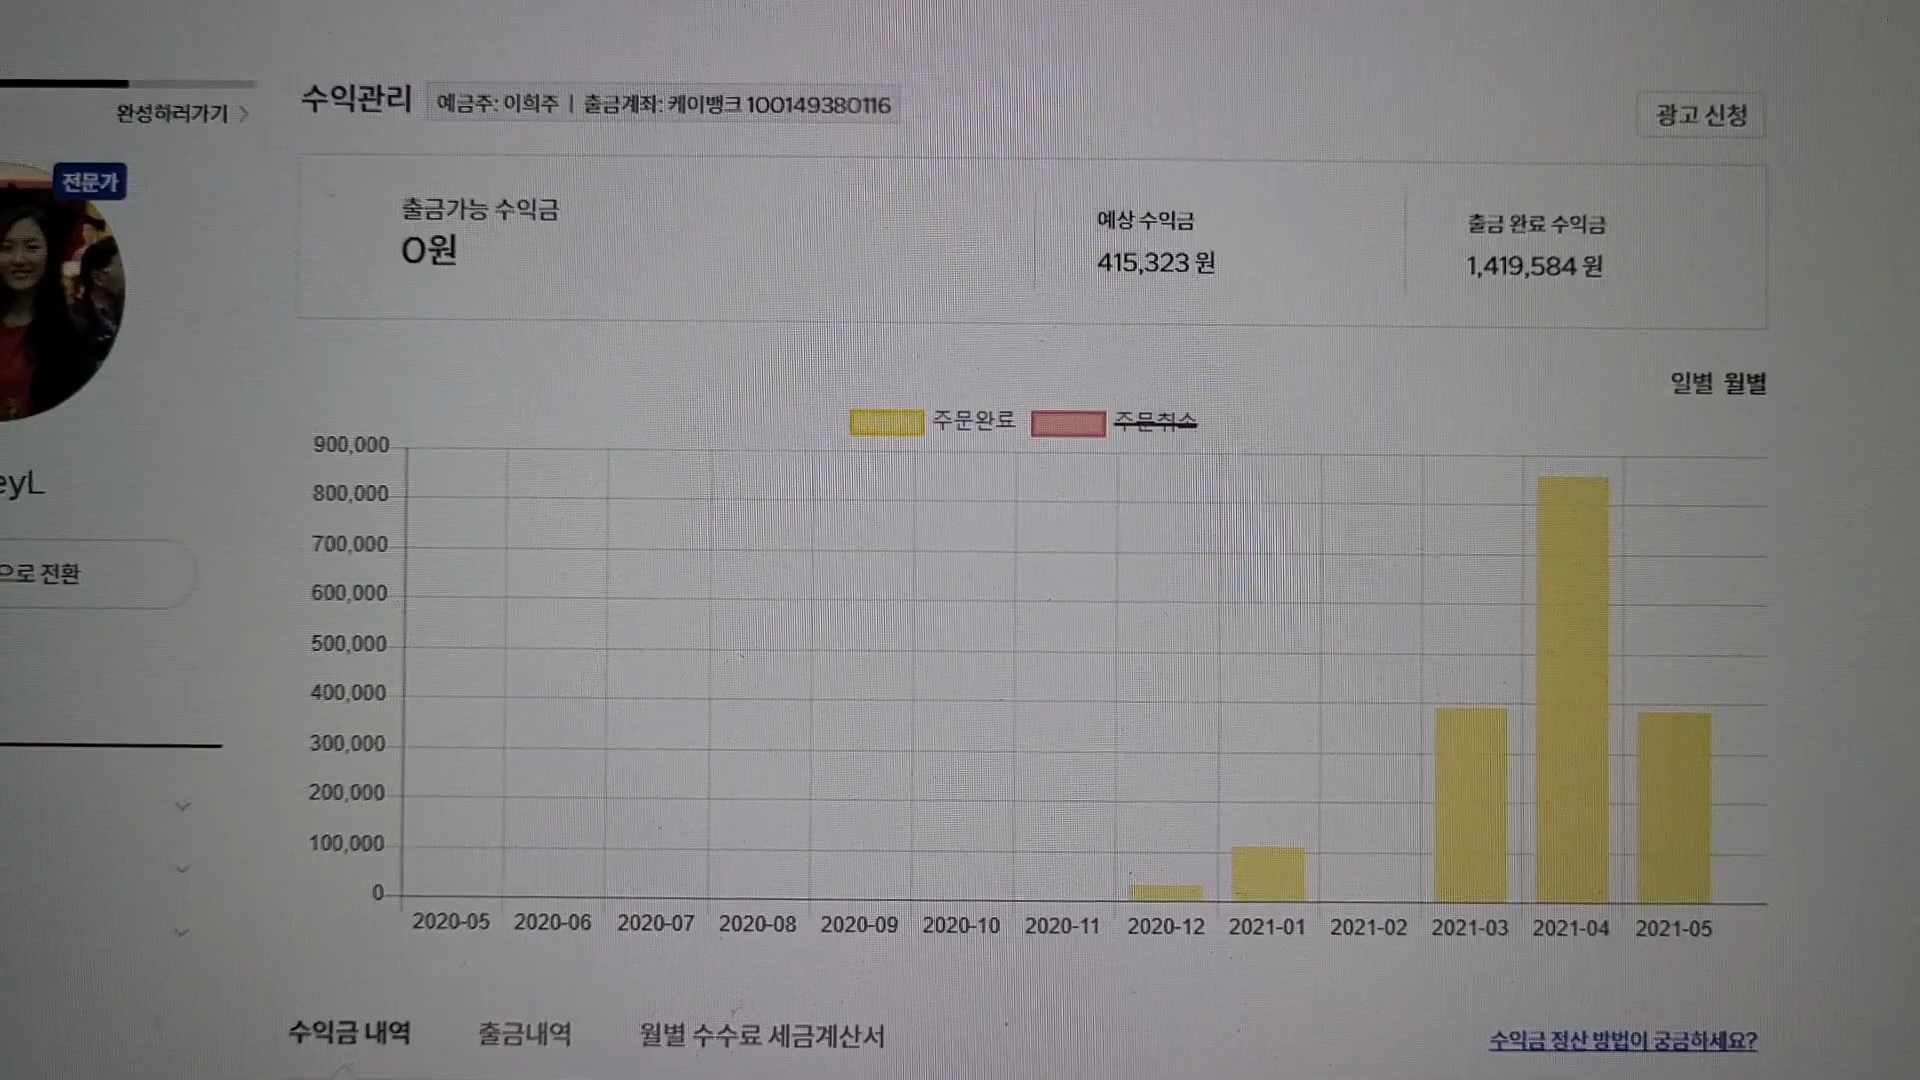 완성하러가기 >
전문가
eyL
으로 전환
수익관리
예금주: 이희주 | 출금계좌: 케이뱅크 100149380116
광고 신청
출금가능 수익금
0원
예상 수익금
415,323 원
출금 완료 수익금
1,419,584 원
일별 월별
주문완료 주문취소
900,000
800,000
700,000
600,000
500,000
400,000
300,000
200,000
100,000
0
2020-05 2020-06 2020-07 2020-08 2020-09 2020-10 2020-11 2020-12 2021-01 2021-02 2021-03 2021-04 2021-05
수익금 내역 출금내역 월별 수수료 세금계산서
수익금 정산 방법이 궁금하세요?